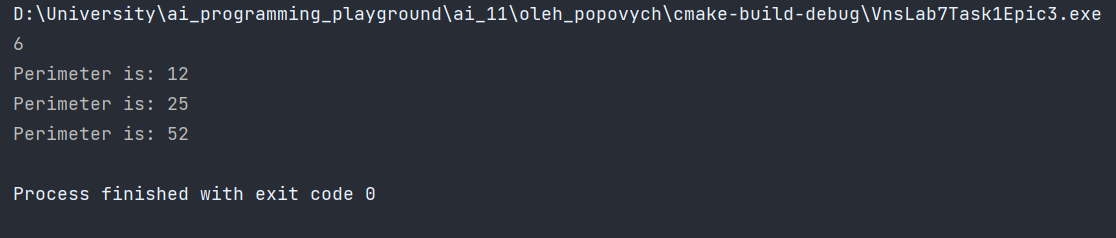 D:\University\ai_programming_playground\ai_11\oleh_popovych\cmake-build-debug\VnsLab7Task1Epic3.exe
6
Perimeter is: 12
Perimeter is: 25
Perimeter is: 52
Process finished with exit code 0